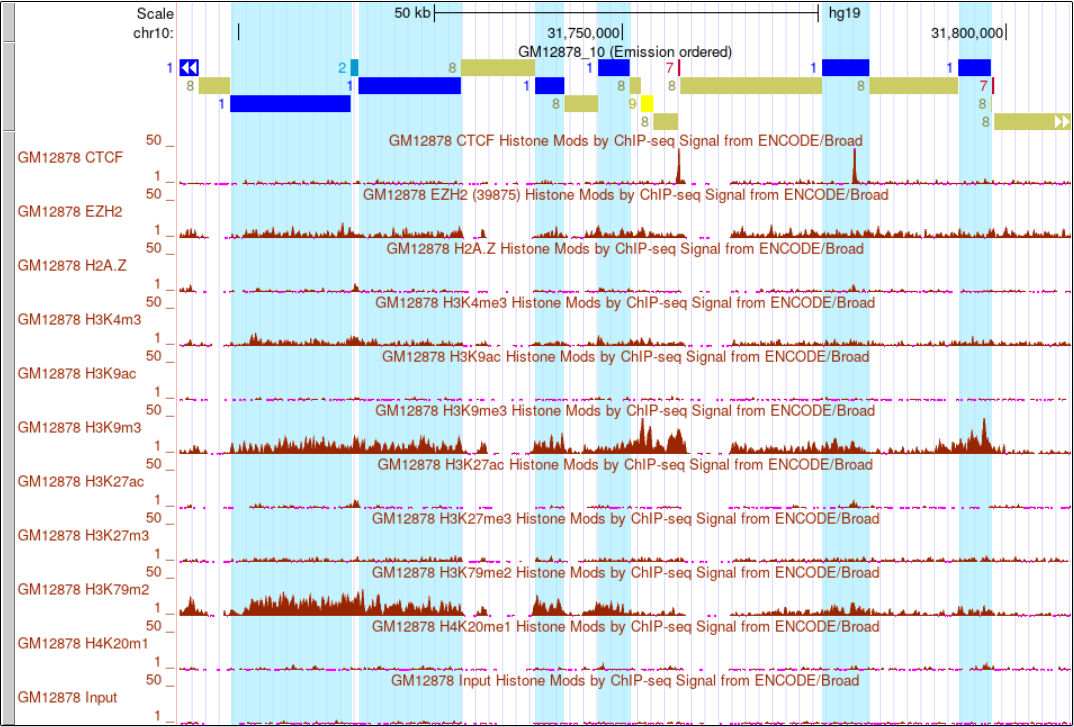 Scale 50 kb hg19
chr10: 31,750,000 31,800,000
GM12878_10 (Emission ordered)
1 2 8 1 7 1 1
8 1 1 8 8 8 7
1 8 9 8
8 8
50 GM12878 CTCF Histone Mods by ChIP-seq Signal from ENCODE/Broad
GM12878 CTCF
1
50 GM12878 EZH2 (39875) Histone Mods by ChIP-seq Signal from ENCODE/Broad
GM12878 EZH2
1
50 GM12878 H2A.Z Histone Mods by ChIP-seq Signal from ENCODE/Broad
GM12878 H2A.Z
1
50 GM12878 H3K4me3 Histone Mods by ChIP-seq Signal from ENCODE/Broad
GM12878 H3K4m3
1
50 GM12878 H3K9ac Histone Mods by ChIP-seq Signal from ENCODE/Broad
GM12878 H3K9ac
1
50 GM12878 H3K9me3 Histone Mods by ChIP-seq Signal from ENCODE/Broad
GM12878 H3K9m3
1
50 GM12878 H3K27ac Histone Mods by ChIP-seq Signal from ENCODE/Broad
GM12878 H3K27ac
1
50 GM12878 H3K27me3 Histone Mods by ChIP-seq Signal from ENCODE/Broad
GM12878 H3K27m3
1
50 GM12878 H3K79me2 Histone Mods by ChIP-seq Signal from ENCODE/Broad
GM12878 H3K79m2
1
50 GM12878 H4K20me1 Histone Mods by ChIP-seq Signal from ENCODE/Broad
GM12878 H4K20m1
1
50 GM12878 Input Histone Mods by ChIP-seq Signal from ENCODE/Broad
GM12878 Input
1